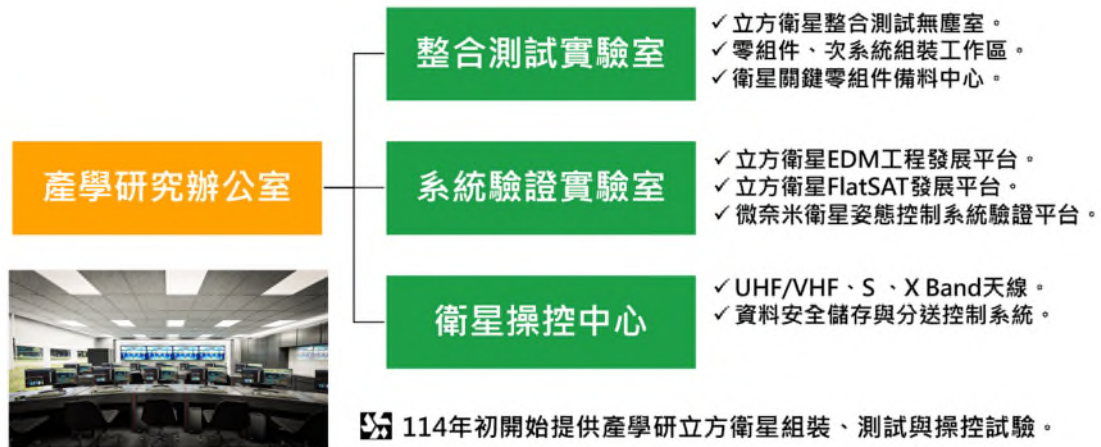 整合測試實驗室
✓ 立方衛星整合測試無塵室。
✓ 零組件、次系統組裝工作區。
✓ 衛星關鍵零組件備料中心。
產學研究辦公室
系統驗證實驗室
✓ 立方衛星EDM工程發展平台。
✓ 立方衛星FlatSAT發展平台。
✓ 微奈米衛星姿態控制系統驗證平台。
衛星操控中心
✓ UHF/VHF、S 、X Band天線。
✓ 資料安全儲存與分送控制系統。
114年初開始提供產學研立方衛星組裝、測試與操控試驗。